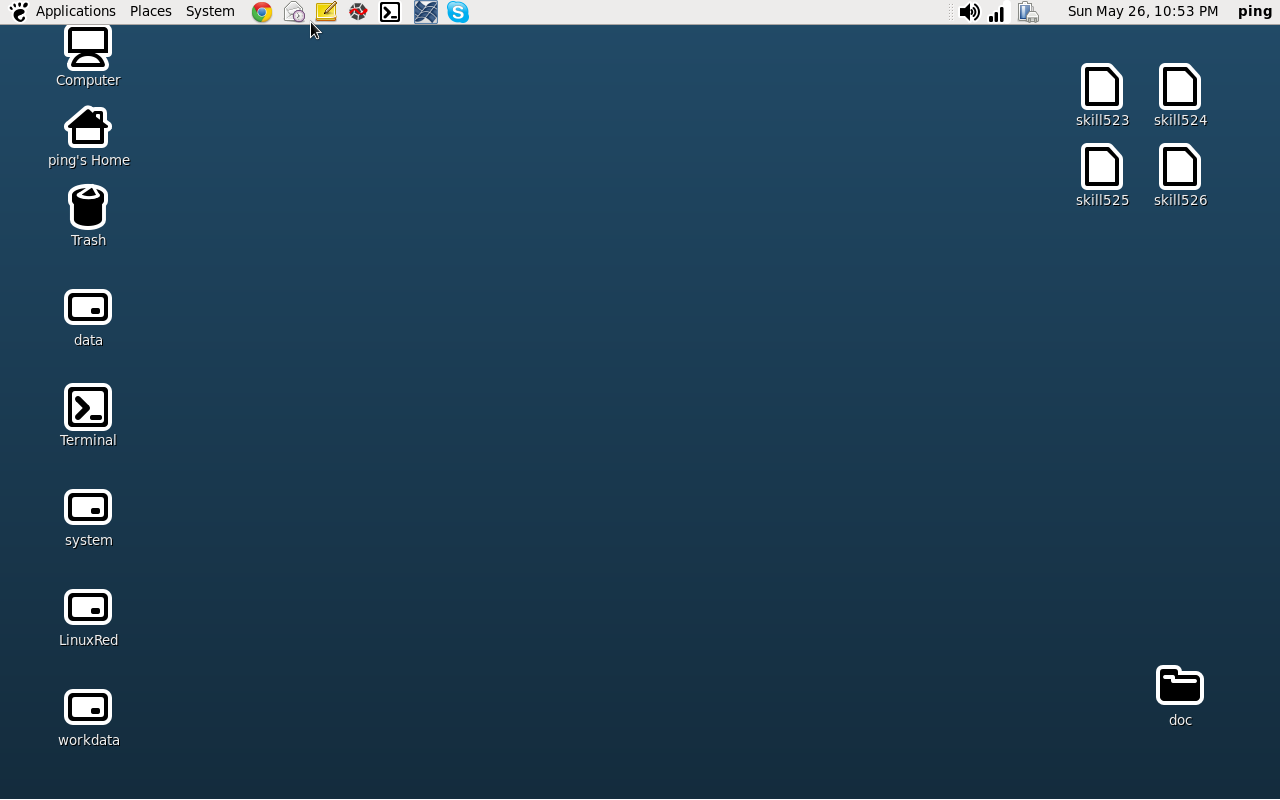 Applications Places System Sun May 26, 10:53 PM ping
Computer
ping's Home
Trash
data
Terminal
system
LinuxRed
workdata
skill523 skill524
skill525 skill526
doc